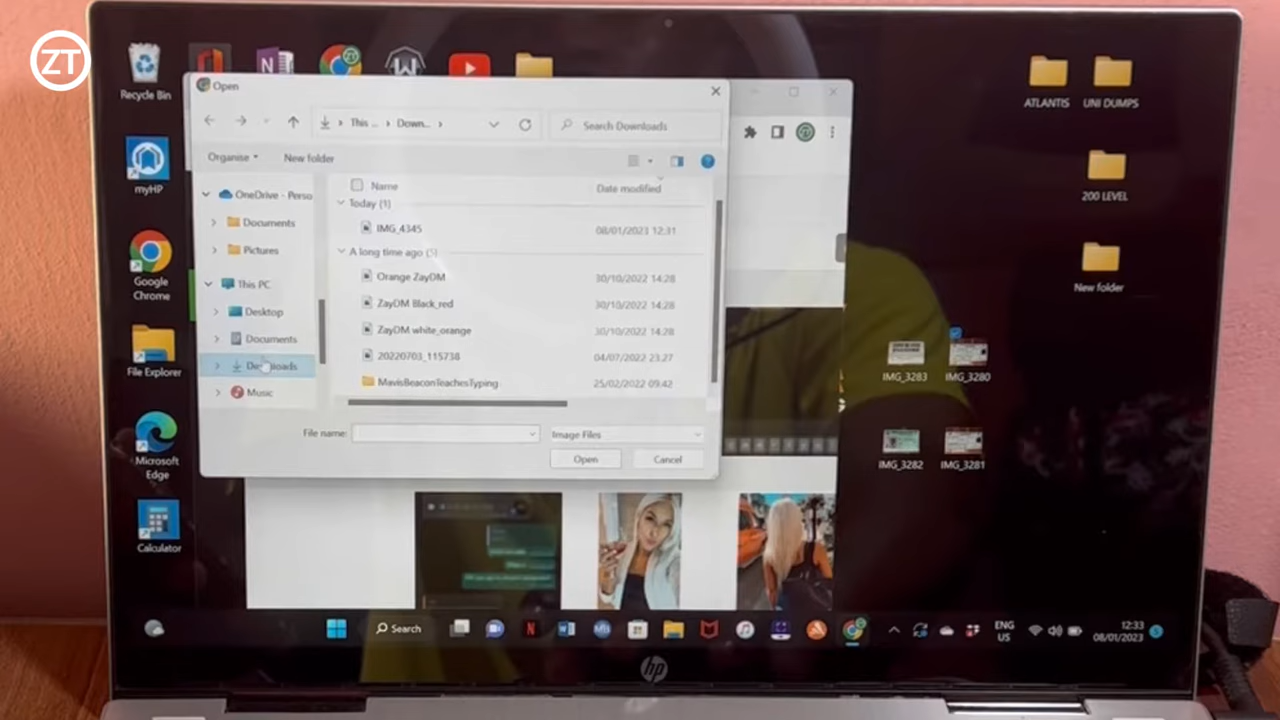 ZT
Recycle Bin
myHP
Google
Chrome
File Explorer
Microsoft
Edge
Calculator
Open
This ...
Down...
Search Downloads
Organise
New folder
OneDrive - Perso
Documents
Pictures
This PC
Desktop
Documents
Downloads
Music
Name
Date modified
Today (1)
IMG_4345
08/01/2023 12:31
A long time ago (5)
Orange ZayDM
30/10/2022 14:28
ZayDM Black_red
30/10/2022 14:28
ZayDM white_orange
30/10/2022 14:28
20220703_115738
04/07/2022 23:27
MavisBeaconTeachesTyping
25/02/2022 09:42
File name:
Image Files
Open
Cancel
ATLANTIS
UNI DUMPS
200 LEVEL
New folder
IMG_3283
IMG_3280
IMG_3282
IMG_3281
Search
ENG
US
12:33
08/01/2023
hp